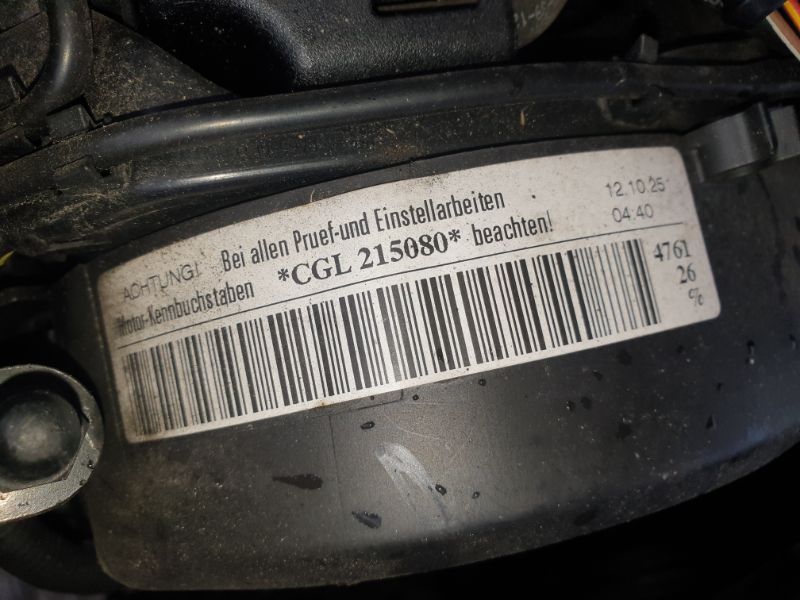 ACHTUNG! Bei allen Pruef-und Einstellarbeiten
Motor-Kennbuchstaben *CGL 215080* beachten!
12.10.25
04:40
4761
26
%